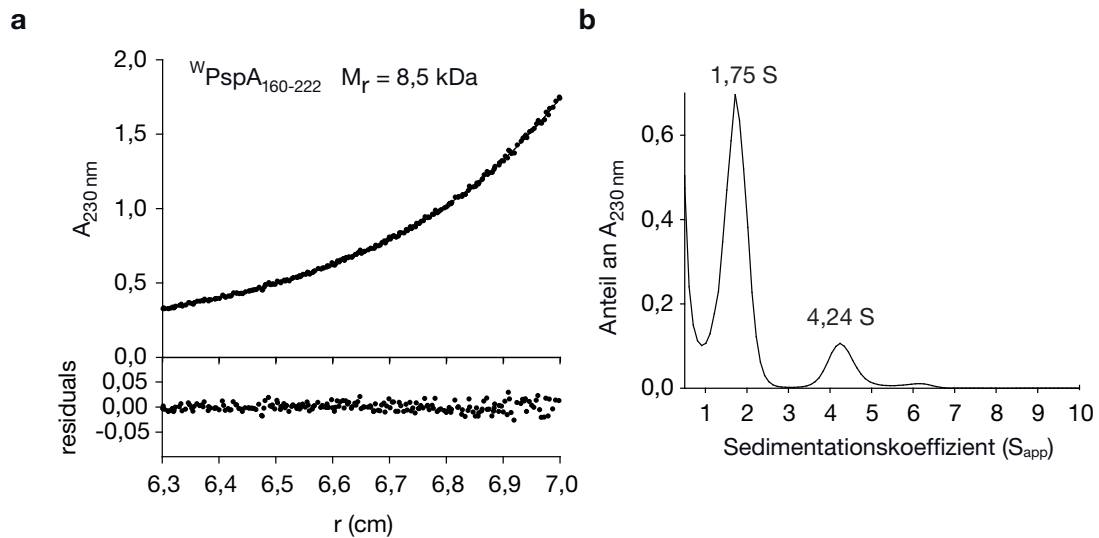 a
ᵂPspA₁₆₀₋₂₂₂ Mr = 8,5 kDa
2,0
1,5
1,0
0,5
0,0
A₂₃₀ ₙₘ
0,05
0,00
-0,05
residuals
6,3 6,4 6,5 6,6 6,7 6,8 6,9 7,0
r (cm)
b
1,75 S
4,24 S
0,6
0,4
0,2
0,0
Anteil an A₂₃₀ ₙₘ
1 2 3 4 5 6 7 8 9 10
Sedimentationskoeffizient (Sapp)